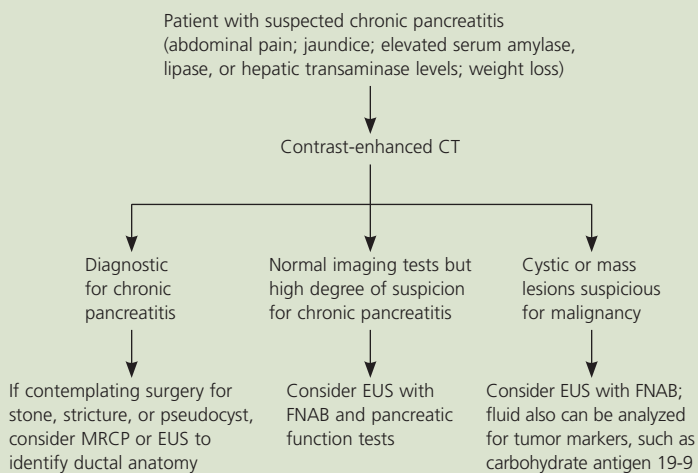 Patient with suspected chronic pancreatitis
(abdominal pain; jaundice; elevated serum amylase,
lipase, or hepatic transaminase levels; weight loss)
Contrast-enhanced CT
Diagnostic
for chronic
pancreatitis
Normal imaging tests but
high degree of suspicion
for chronic pancreatitis
Cystic or mass
lesions suspicious
for malignancy
If contemplating surgery for
stone, stricture, or pseudocyst,
consider MRCP or EUS to
identify ductal anatomy
Consider EUS with
FNAB and pancreatic
function tests
Consider EUS with FNAB;
fluid also can be analyzed
for tumor markers, such as
carbohydrate antigen 19-9